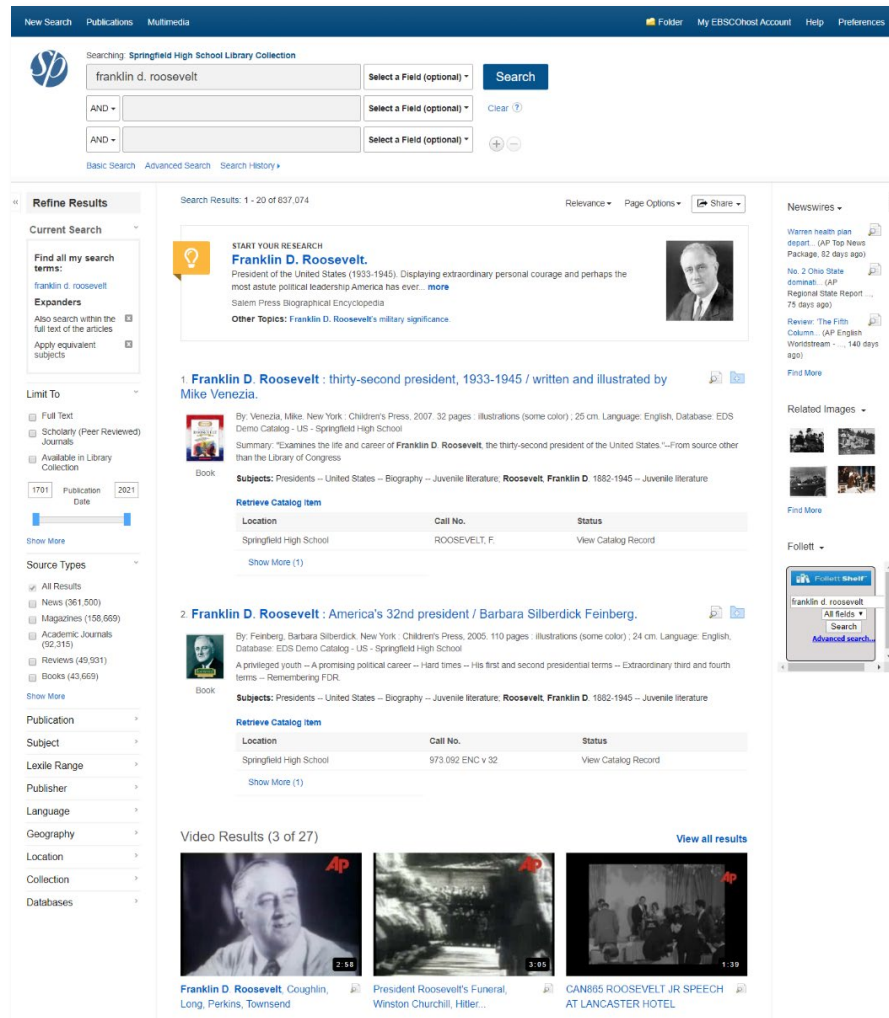 New Search Publications Multimedia
Folder My EBSCOhost Account Help Preferences
Searching: Springfield High School Library Collection
franklin d. roosevelt
Select a Field (optional)
Search
AND
Select a Field (optional)
Clear
AND
Select a Field (optional)
Basic Search Advanced Search Search History
Refine Results
Current Search
Find all my search
terms:
franklin d. roosevelt
Expanders
Also search within the
full text of the articles
Apply equivalent
subjects
Limit To
Full Text
Scholarly (Peer Reviewed)
Journals
Available in Library
Collection
1701 Publication 2021
Date
Show More
Source Types
All Results
News (361,500)
Magazines (158,669)
Academic Journals
(92,315)
Reviews (49,931)
Books (43,669)
Show More
Publication
Subject
Lexile Range
Publisher
Language
Geography
Location
Collection
Databases
Search Results: 1 - 20 of 837,074
Relevance Page Options Share
START YOUR RESEARCH
Franklin D. Roosevelt.
President of the United States (1933-1945). Displaying extraordinary personal courage and perhaps the
most astute political leadership America has ever... more
Salem Press Biographical Encyclopedia
Other Topics: Franklin D. Roosevelt's military significance.
1. Franklin D. Roosevelt : thirty-second president, 1933-1945 / written and illustrated by
Mike Venezia.
By: Venezia, Mike. New York : Children's Press, 2007. 32 pages : illustrations (some color) ; 25 cm. Language: English, Database: EDS
Demo Catalog - US - Springfield High School
Summary: "Examines the life and career of Franklin D. Roosevelt, the thirty-second president of the United States."--From source other
than the Library of Congress
Book
Subjects: Presidents -- United States -- Biography -- Juvenile literature; Roosevelt, Franklin D. 1882-1945 -- Juvenile literature
Retrieve Catalog Item
Location Call No. Status
Springfield High School ROOSEVELT, F. View Catalog Record
Show More (1)
2. Franklin D. Roosevelt : America's 32nd president / Barbara Silberdick Feinberg.
By: Feinberg, Barbara Silberdick. New York : Children's Press, 2005. 110 pages : illustrations (some color) ; 24 cm. Language: English,
Database: EDS Demo Catalog - US - Springfield High School
A privileged youth -- A promising political career -- Hard times -- His first and second presidential terms -- Extraordinary third and fourth
terms -- Remembering FDR.
Book
Subjects: Presidents -- United States -- Biography -- Juvenile literature; Roosevelt, Franklin D. 1882-1945 -- Juvenile literature
Retrieve Catalog Item
Location Call No. Status
Springfield High School 973.092 ENC v 32 View Catalog Record
Show More (1)
Video Results (3 of 27)
View all results
AP
2:58
AP
3:05
AP
1:39
Franklin D. Roosevelt, Coughlin,
Long, Perkins, Townsend
President Roosevelt's Funeral,
Winston Churchill, Hitler...
CAN865 ROOSEVELT JR SPEECH
AT LANCASTER HOTEL
Newswires
Warren health plan
depart... (AP Top News
Package, 82 days ago)
No. 2 Ohio State
dominati... (AP
Regional State Report ...,
75 days ago)
Review: 'The Fifth
Column... (AP English
Worldstream - ..., 140 days
ago)
Find More
Related Images
Find More
Follett
Follett Shelf
franklin d. roosevelt
All fields
Search
Advanced search...